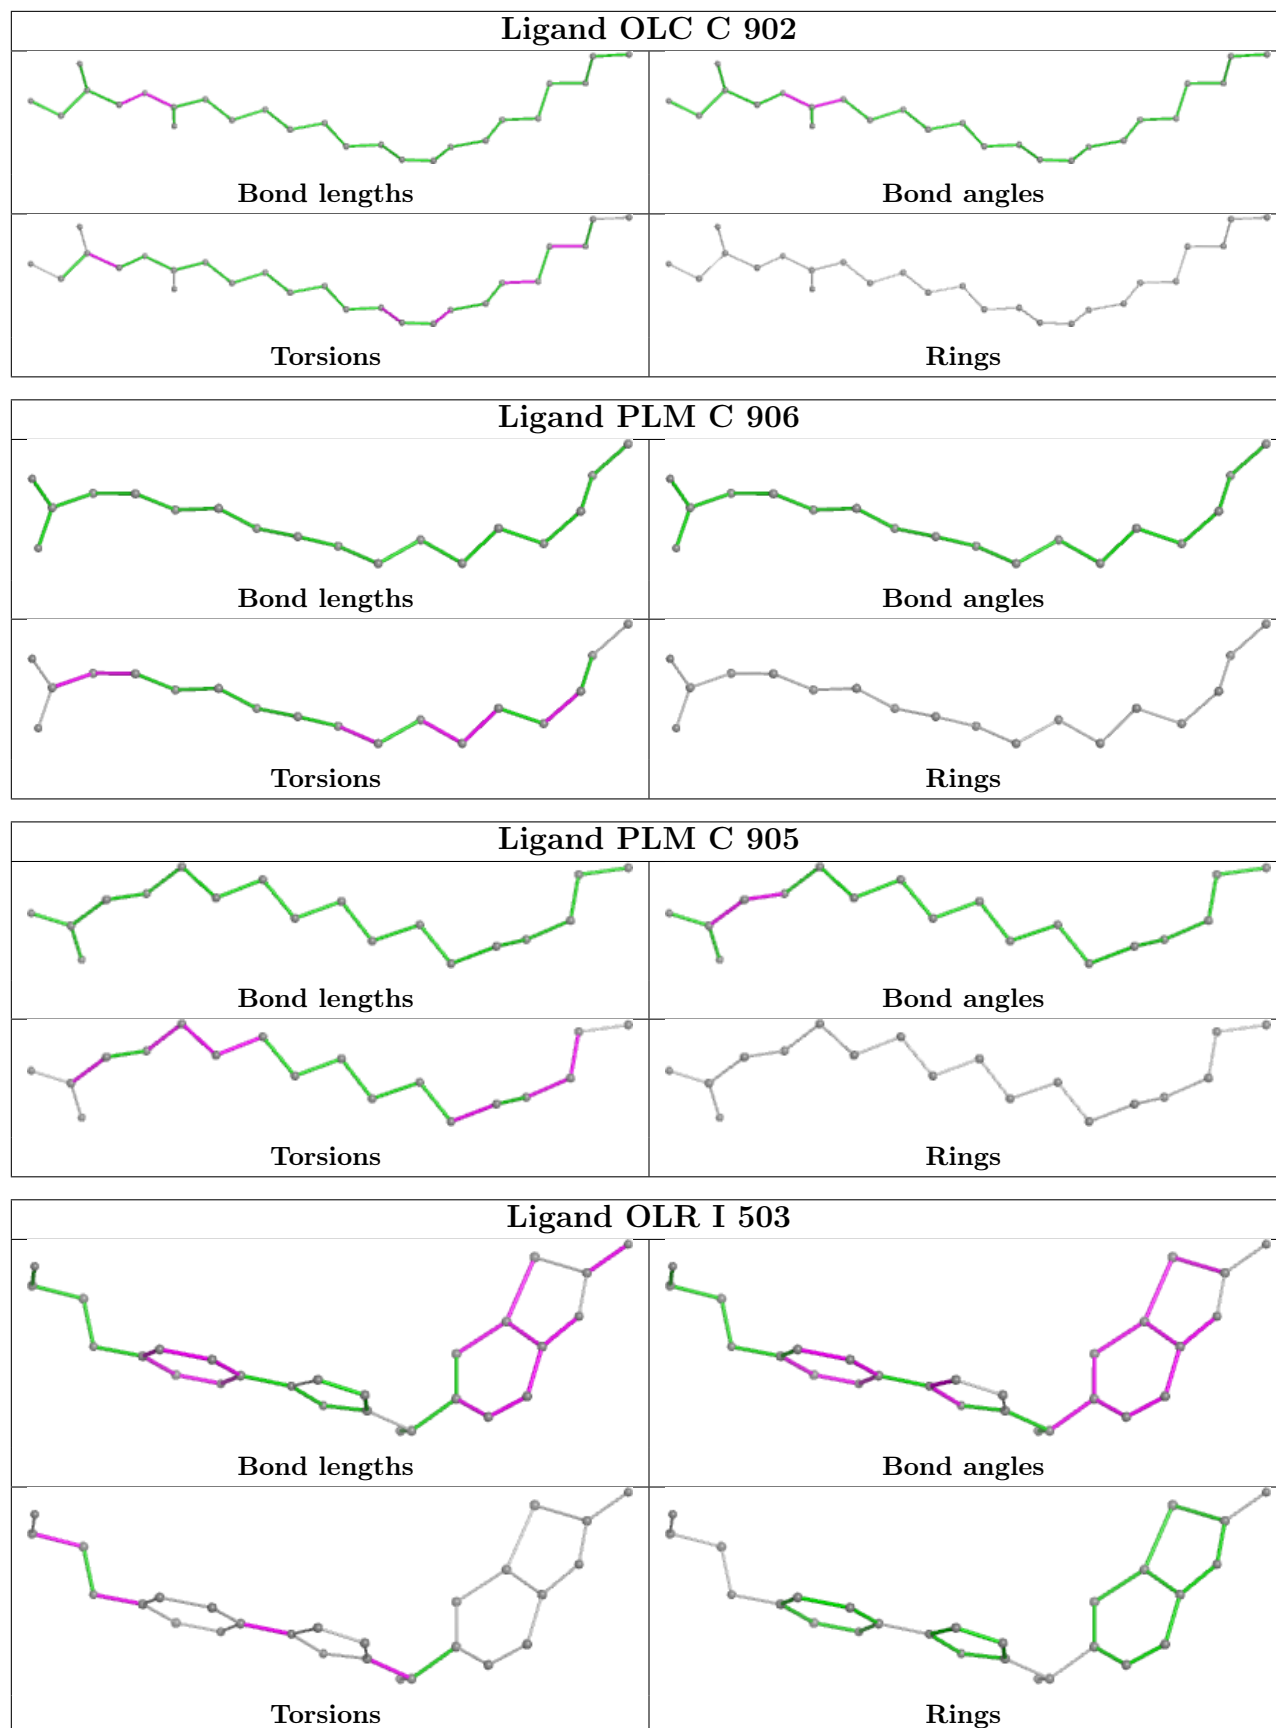 Ligand OLC C 902
Bond lengths
Bond angles
Torsions
Rings
Ligand PLM C 906
Bond lengths
Bond angles
Torsions
Rings
Ligand PLM C 905
Bond lengths
Bond angles
Torsions
Rings
Ligand OLR I 503
Bond lengths
Bond angles
Torsions
Rings